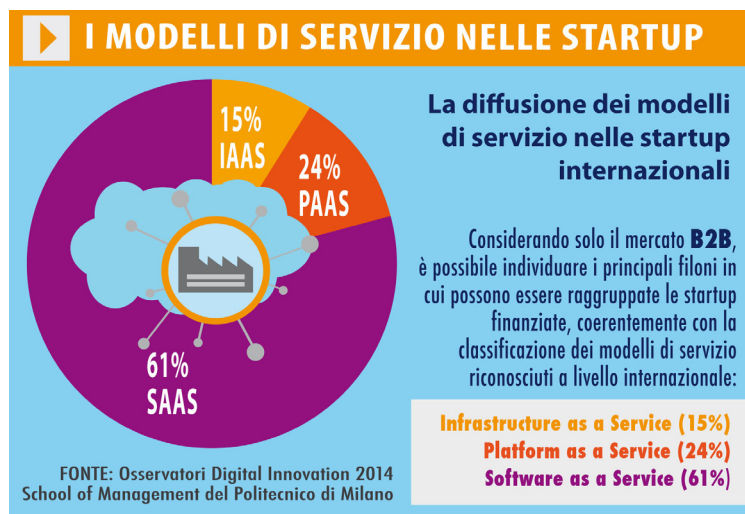 I MODELLI DI SERVIZIO NELLE STARTUP
15%
IAAS
24%
PAAS
61%
SAAS
La diffusione dei modelli
di servizio nelle startup
internazionali
Considerando solo il mercato B2B,
è possibile individuare i principali filoni in
cui possono essere raggruppate le startup
finanziate, coerentemente con la
classificazione dei modelli di servizio
riconosciuti a livello internazionale:
Infrastructure as a Service (15%)
Platform as a Service (24%)
Software as a Service (61%)
FONTE: Osservatori Digital Innovation 2014
School of Management del Politecnico di Milano